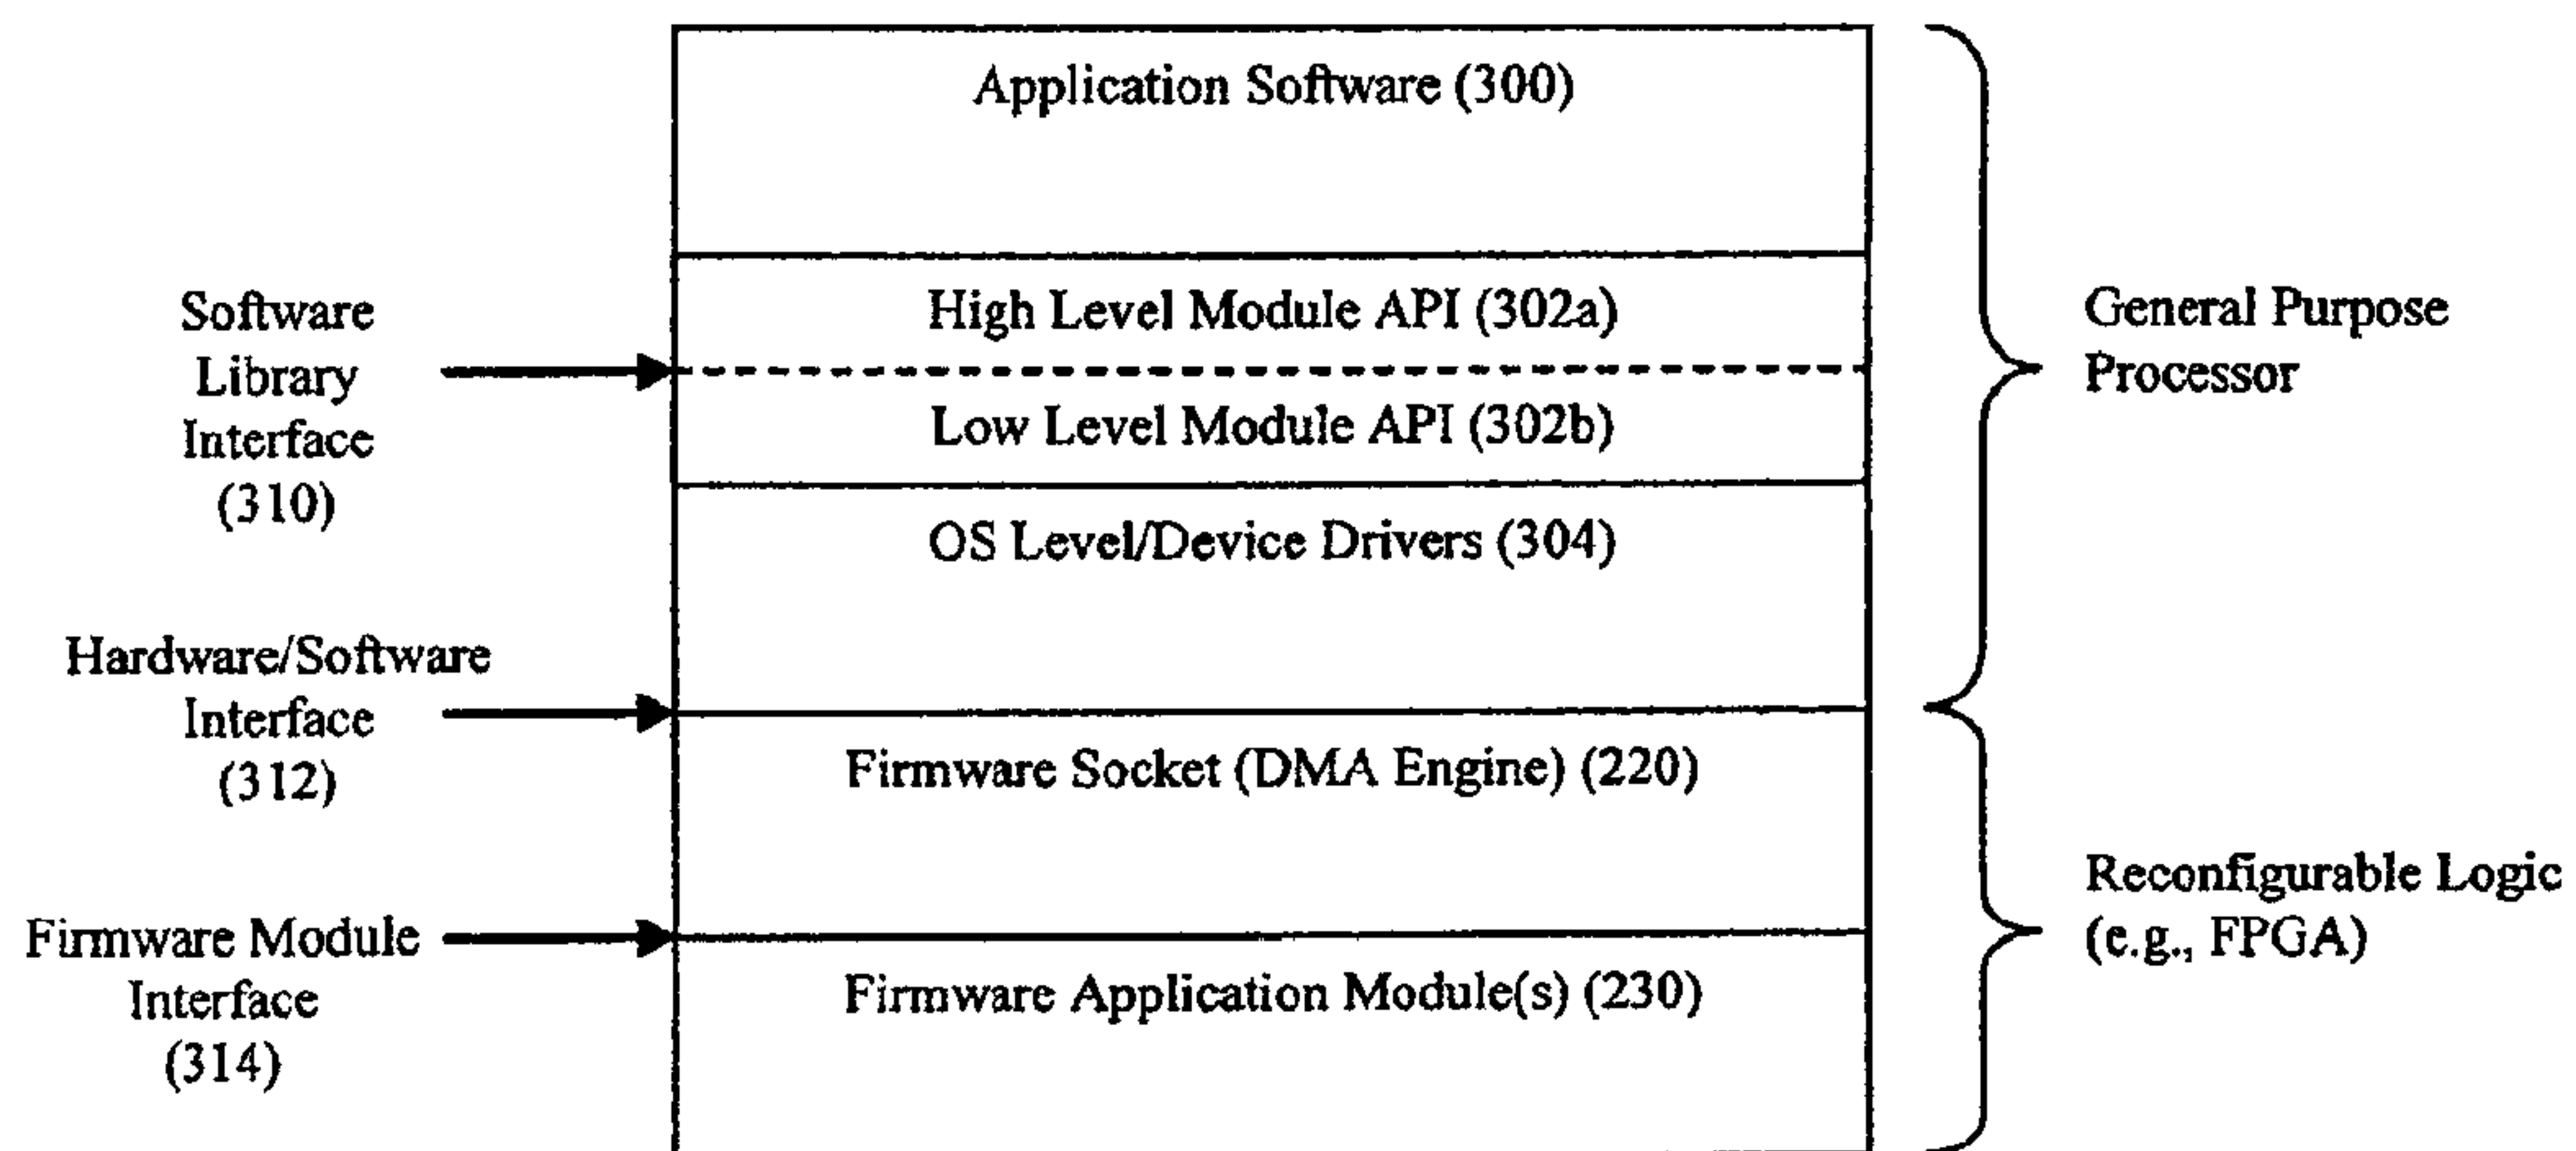 Application Software (300)
High Level Module API (302a)
Low Level Module API (302b)
OS Level/Device Drivers (304)
Firmware Socket (DMA Engine) (220)
Firmware Application Module(s) (230)
Software
Library
Interface
(310)
Hardware/Software
Interface
(312)
Firmware Module
Interface
(314)
General Purpose
Processor
Reconfigurable Logic
(e.g., FPGA)